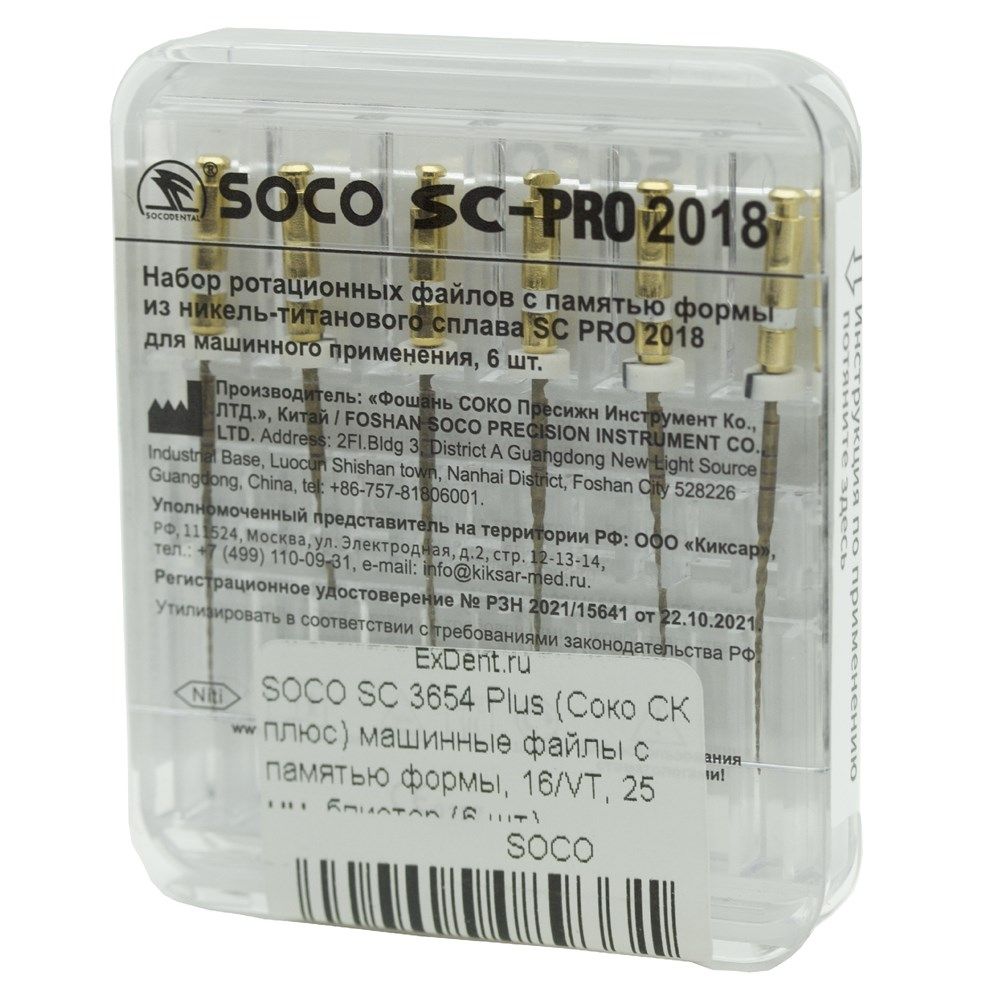 SOCODENTAL
® SOCO SC-PRO 2018
Набор ротационных файлов с памятью формы
из никель-титанового сплава SC PRO 2018
для машинного применения, 6 шт.
Производитель: «Фошань СОКО Пресижн Инструмент Ко.,
ЛТД.», Китай / FOSHAN SOCO PRECISION INSTRUMENT CO.
LTD. Address: 2Fl.Bldg 3, District A Guangdong New Light Source
Industrial Base, Luocun Shishan town, Nanhai District, Foshan City 528226
Guangdong, China, tel: +86-757-81806001.
Уполномоченный представитель на территории РФ: ООО «Киксар»,
РФ, 111524, Москва, ул. Электродная, д.2, стр. 12-13-14,
тел.: +7 (499) 110-09-31, e-mail: info@kiksar-med.ru.
Регистрационное удостоверение № РЗН 2021/15641 от 22.10.2021.
Утилизировать в соответствии с требованиями законодательства РФ
Niti
ExDent.ru
SOCO SC 3654 Plus (Соко СК
плюс) машинные файлы с
памятью формы, 16/VT, 25
мм, блистер (6 шт)
SOCO
Инструкция по применению
потяните здесь